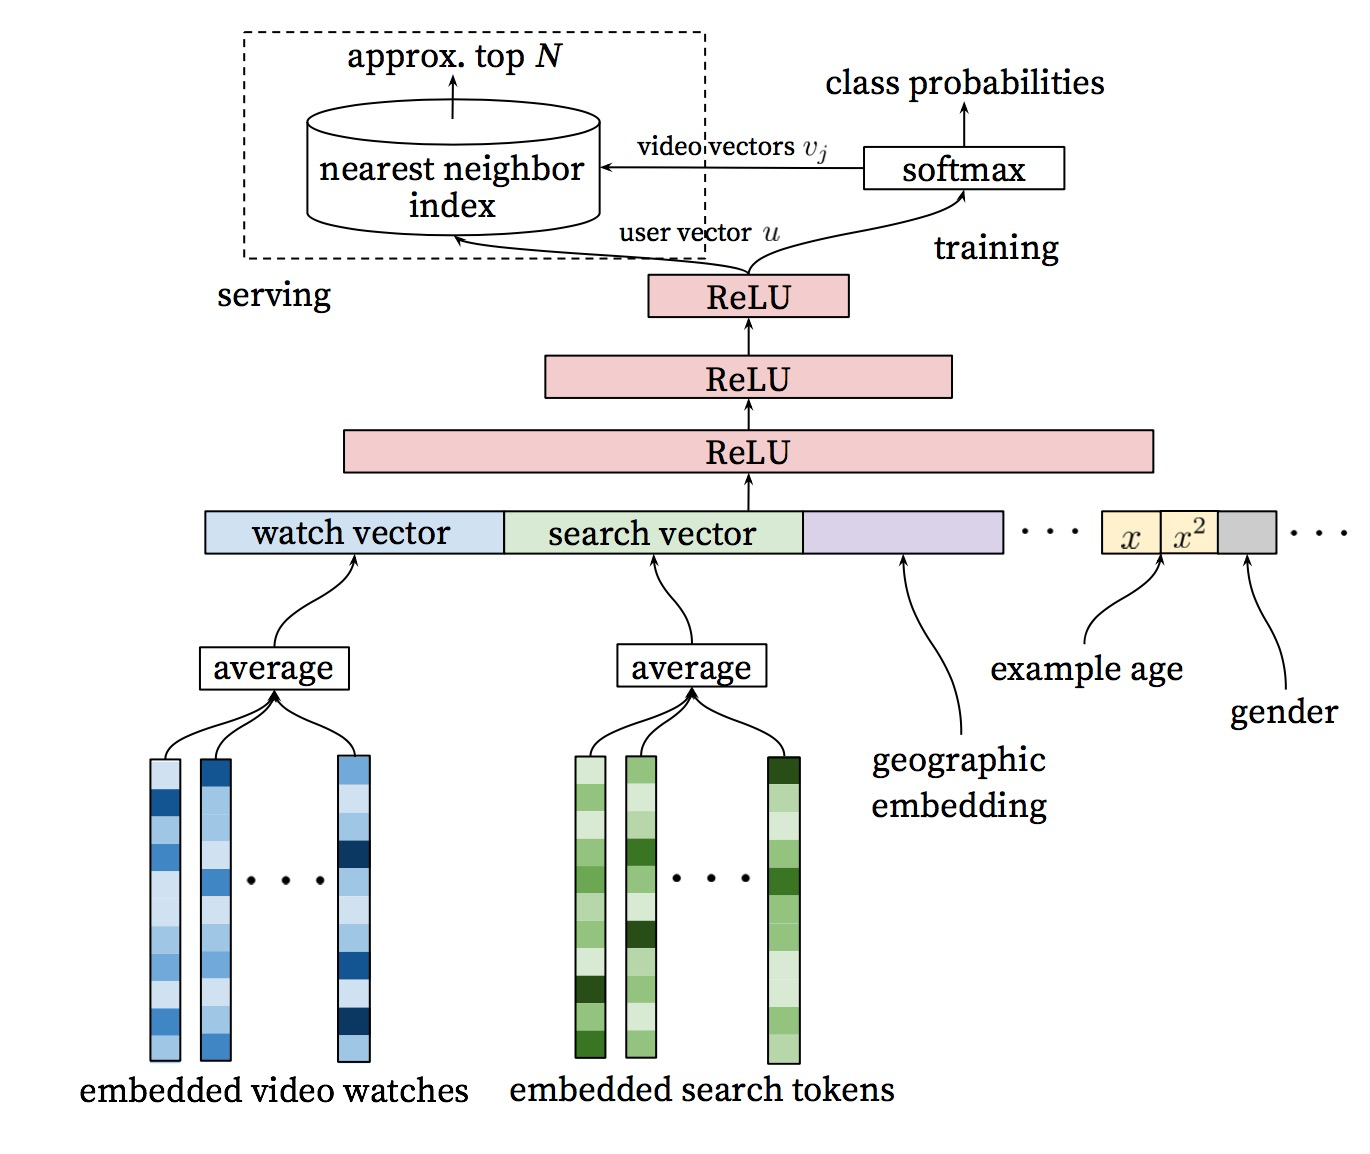 approx. top N
class probabilities
video vectors v_j
nearest neighbor
index
softmax
user vector u
training
serving
ReLU
ReLU
ReLU
watch vector
search vector
. . .
x
x²
. . .
average
average
example age
gender
geographic
embedding
. . .
. . .
embedded video watches
embedded search tokens